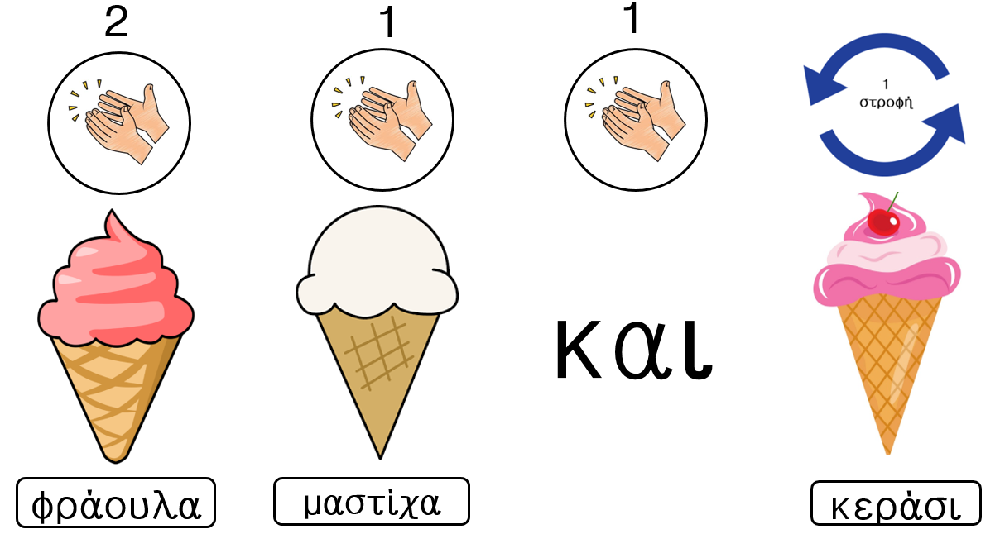 2
1
1
1
στροφή
και
φράουλα
μαστίχα
κεράσι